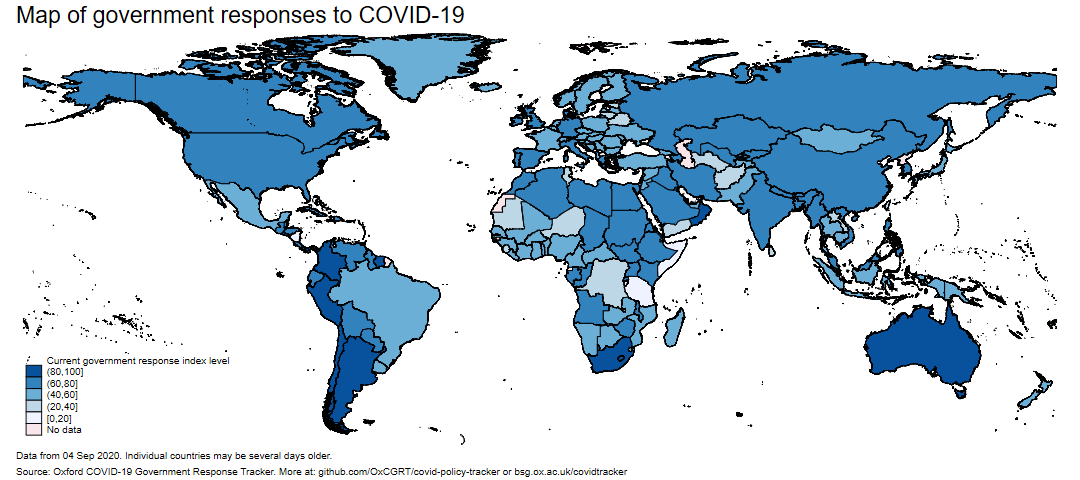 Map of government responses to COVID-19
Current government response index level
(80,100]
(60,80]
(40,60]
(20,40]
[0,20]
No data
Data from 04 Sep 2020. Individual countries may be several days older.
Source: Oxford COVID-19 Government Response Tracker. More at: github.com/OxCGRT/covid-policy-tracker or bsg.ox.ac.uk/covidtracker